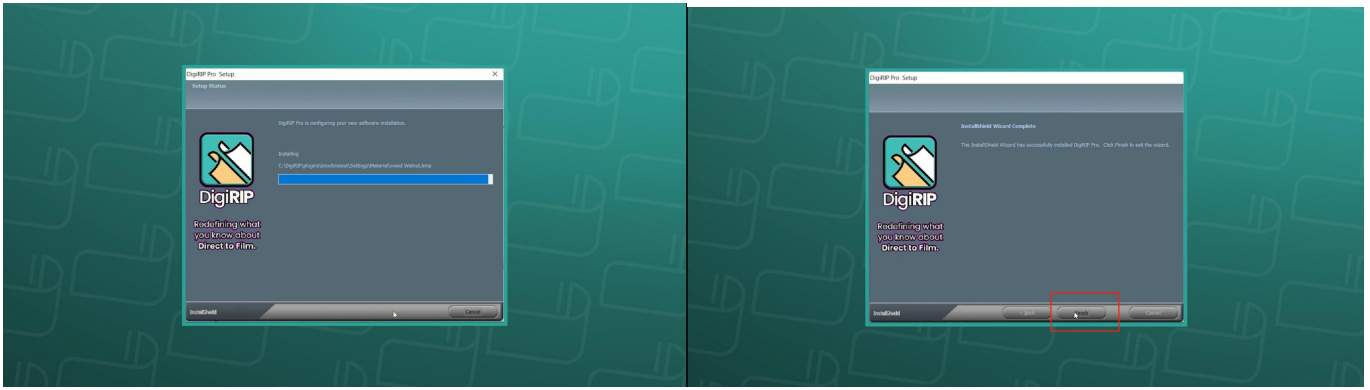 DigiRIP Pro Setup
Setup Status
DigiRIP Pro is configuring your new software installation.
Installing
DigiRIP
Redefining what
you know about
Direct to Film.
InstallShield
Cancel
DigiRIP Pro Setup
InstallShield Wizard Complete
The InstallShield Wizard has successfully installed DigiRIP Pro. Click Finish to exit the wizard.
DigiRIP
Redefining what
you know about
Direct to Film.
InstallShield
< Back
Finish
Cancel